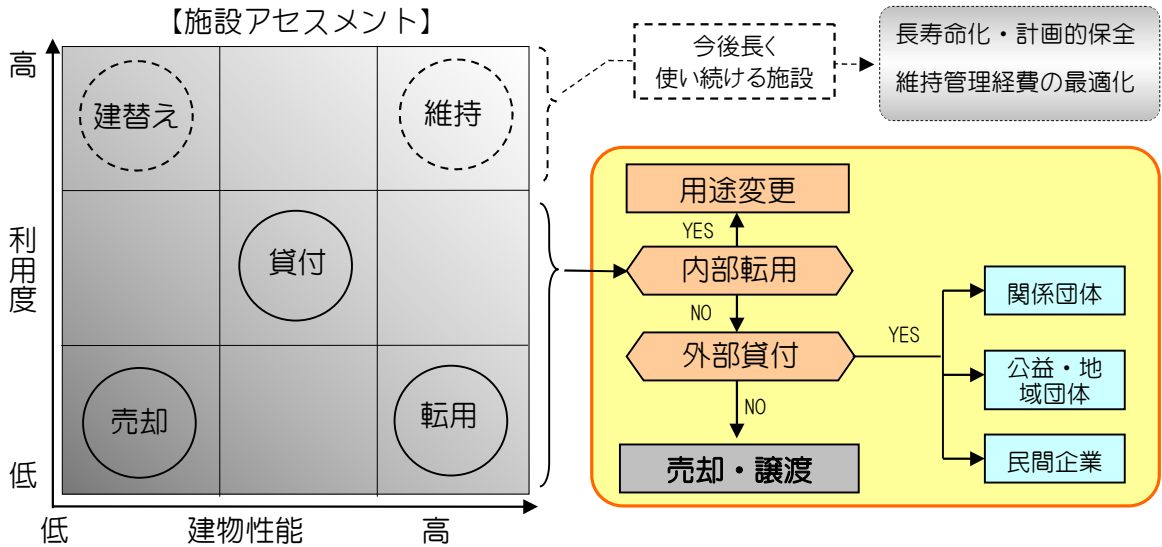 【施設アセスメント】
高
建替え
維持
貸付
売却
転用
利用度
低
低
建物性能
高
今後長く
使い続ける施設
長寿命化・計画的保全
維持管理経費の最適化
用途変更
YES
内部転用
NO
外部貸付
YES
NO
売却・譲渡
関係団体
公益・地
域団体
民間企業